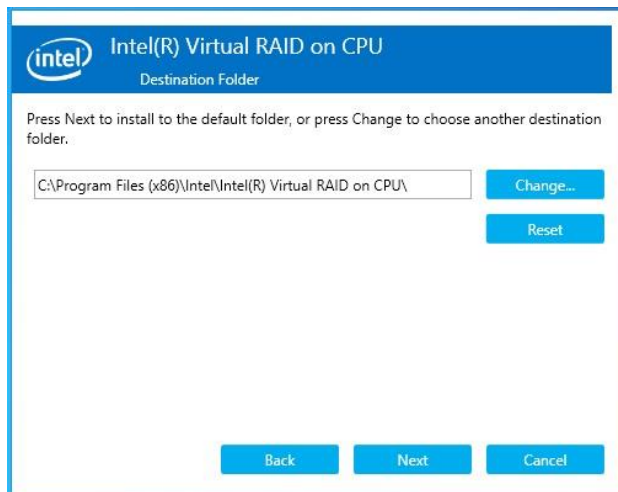 intel
Intel(R) Virtual RAID on CPU
Destination Folder
Press Next to install to the default folder, or press Change to choose another destination
folder.
C:\Program Files (x86)\Intel\Intel(R) Virtual RAID on CPU\
Change...
Reset
Back
Next
Cancel